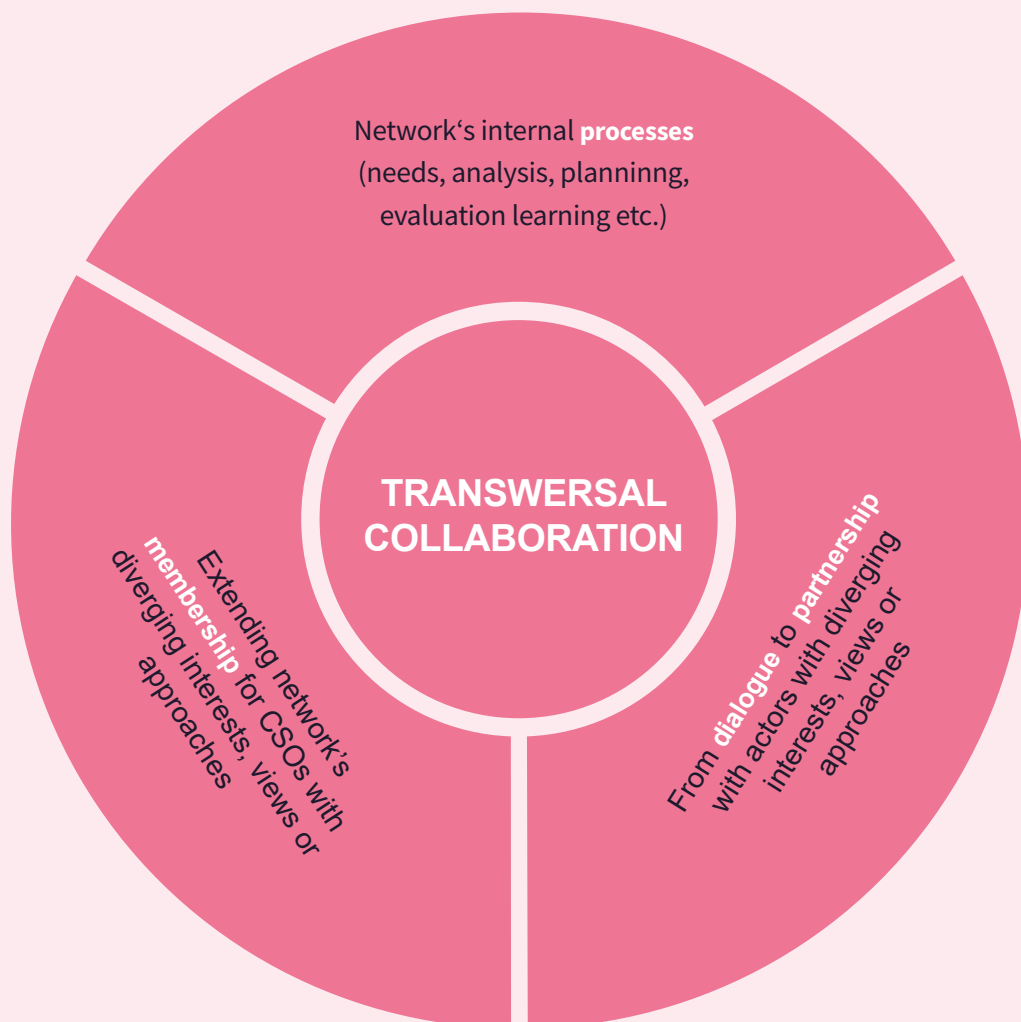 Network‘s internal processes
(needs, analysis, planninng,
evaluation learning etc.)
TRANSWERSAL
COLLABORATION
Extending network’s
membership for CSOs with
diverging interests, views or
approaches
From dialogue to partnership
with actors with diverging
interests, views or
approaches